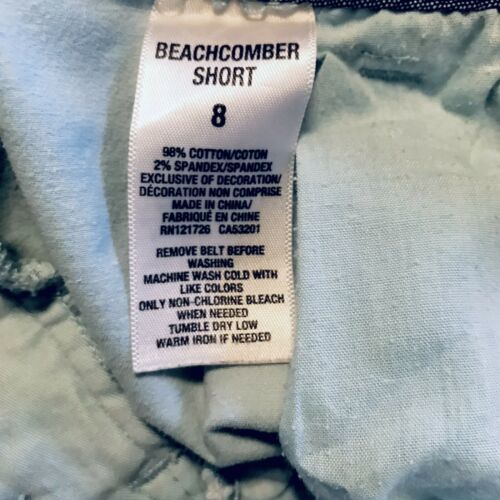 BEACHCOMBER
SHORT
8
98% COTTON/COTON
2% SPANDEX/SPANDEX
EXCLUSIVE OF DECORATION/
DÉCORATION NON COMPRISE
MADE IN CHINA/
FABRIQUÉ EN CHINE
RN121726 CA53201
REMOVE BELT BEFORE
WASHING
MACHINE WASH COLD WITH
LIKE COLORS
ONLY NON-CHLORINE BLEACH
WHEN NEEDED
TUMBLE DRY LOW
WARM IRON IF NEEDED